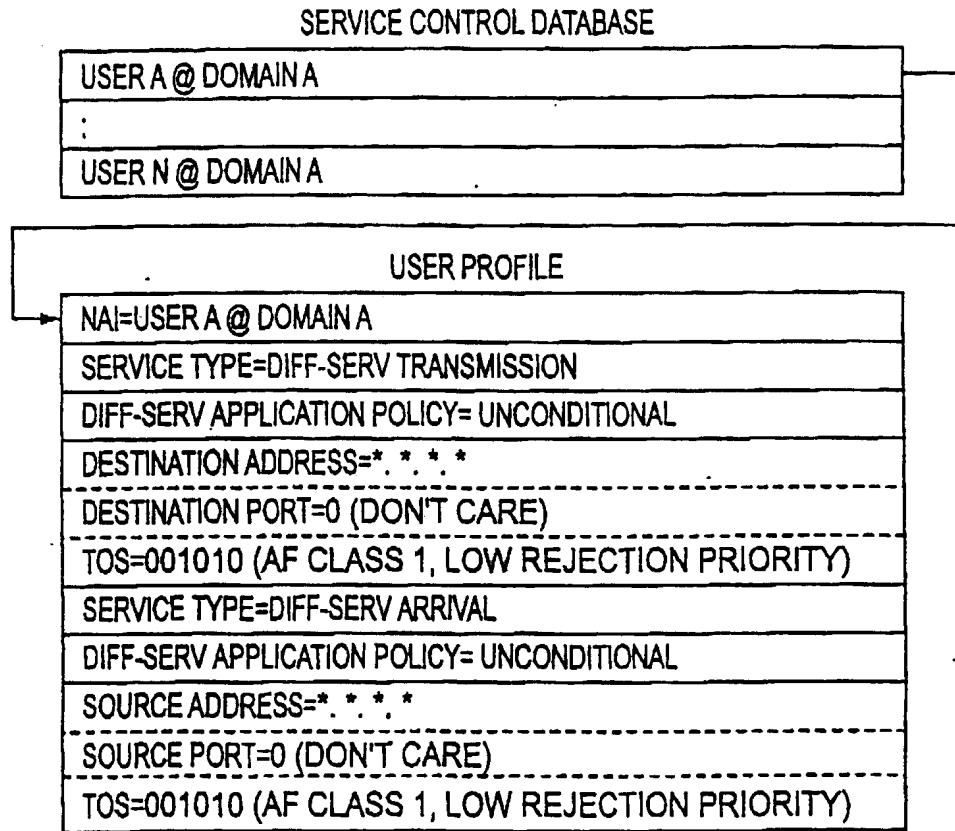 SERVICE CONTROL DATABASE
USER A @ DOMAIN A
:
USER N @ DOMAIN A
USER PROFILE
NAI=USER A @ DOMAIN A
SERVICE TYPE=DIFF-SERV TRANSMISSION
DIFF-SERV APPLICATION POLICY= UNCONDITIONAL
DESTINATION ADDRESS=*. *. *. *
DESTINATION PORT=0 (DON'T CARE)
TOS=001010 (AF CLASS 1, LOW REJECTION PRIORITY)
SERVICE TYPE=DIFF-SERV ARRIVAL
DIFF-SERV APPLICATION POLICY= UNCONDITIONAL
SOURCE ADDRESS=*. *. *. *
SOURCE PORT=0 (DON'T CARE)
TOS=001010 (AF CLASS 1, LOW REJECTION PRIORITY)